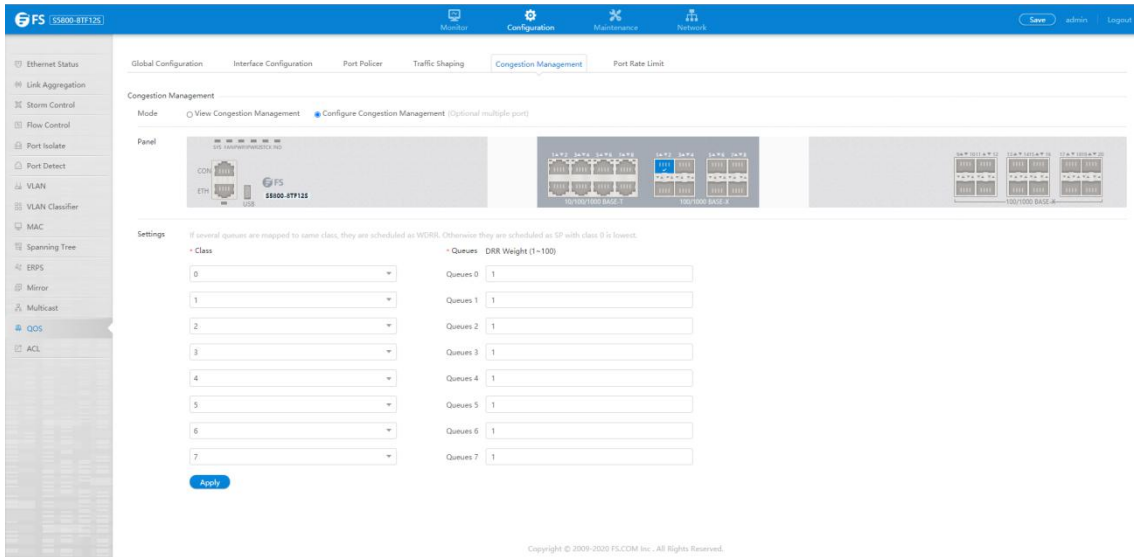 FS S5800-8TF12S
Monitor Configuration Maintenance Network
Save admin Logout
Ethernet Status
Link Aggregation
Storm Control
Flow Control
Port Isolate
Port Detect
VLAN
VLAN Classifier
MAC
Spanning Tree
ERPS
Mirror
Multicast
QOS
ACL
Global Configuration Interface Configuration Port Policer Traffic Shaping Congestion Management Port Rate Limit
Congestion Management
Mode View Congestion Management Configure Congestion Management (Optional multiple port)
Panel
CON
ETH
USB
FS
S5800-8TF12S
10/100/1000 BASE-T 100/1000 BASE-X
100/1000 BASE-X
Settings If several queues are mapped to same class, they are scheduled as WDRR. Otherwise they are scheduled as SP with class 0 is lowest.
* Class * Queues DRR Weight (1~100)
0 Queues 0 1
1 Queues 1 1
2 Queues 2 1
3 Queues 3 1
4 Queues 4 1
5 Queues 5 1
6 Queues 6 1
7 Queues 7 1
Apply
Copyright © 2009-2020 FS.COM Inc . All Rights Reserved.